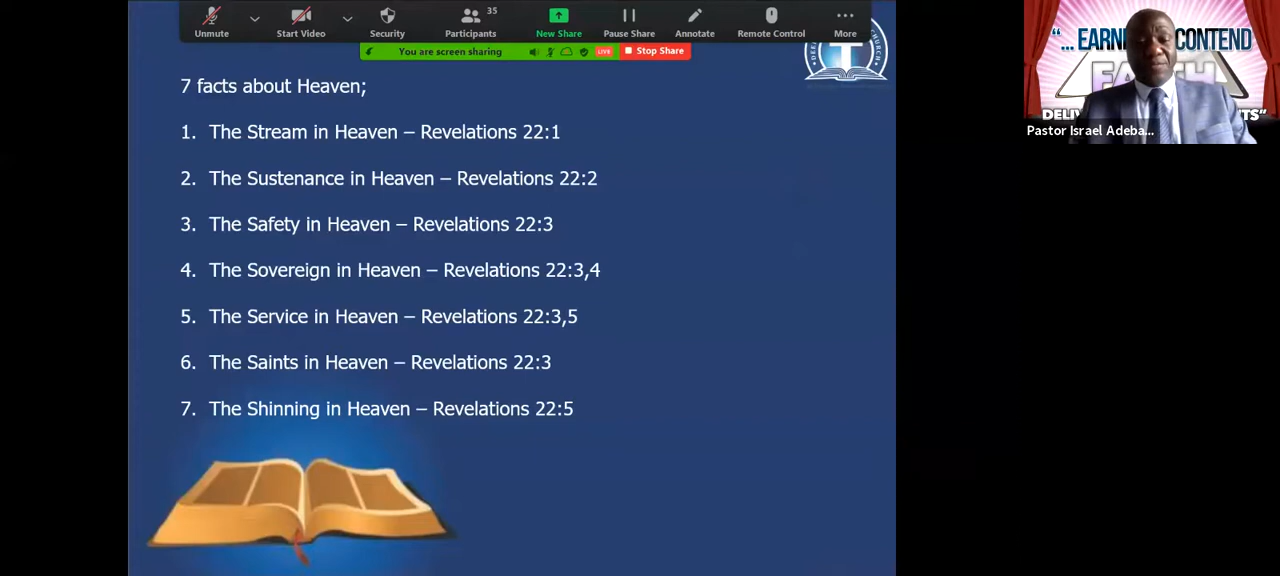 35
Unmute
Start Video
Security
Participants
New Share
Pause Share
Annotate
Remote Control
More
You are screen sharing
LIVE
Stop Share
CHURCH
7 facts about Heaven;
1. The Stream in Heaven – Revelations 22:1
2. The Sustenance in Heaven – Revelations 22:2
3. The Safety in Heaven – Revelations 22:3
4. The Sovereign in Heaven – Revelations 22:3,4
5. The Service in Heaven – Revelations 22:3,5
6. The Saints in Heaven – Revelations 22:3
7. The Shinning in Heaven – Revelations 22:5
“... EARN CONTEND
Pastor Israel Adeba...